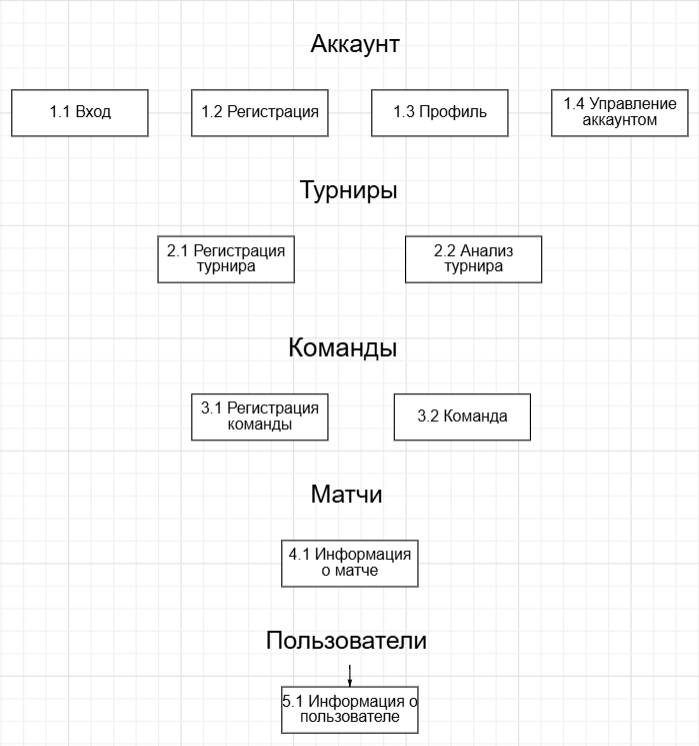 Аккаунт
1.1 Вход
1.2 Регистрация
1.3 Профиль
1.4 Управление
аккаунтом
Турниры
2.1 Регистрация
турнира
2.2 Анализ
турнира
Команды
3.1 Регистрация
команды
3.2 Команда
Матчи
4.1 Информация
о матче
Пользователи
5.1 Информация о
пользователе